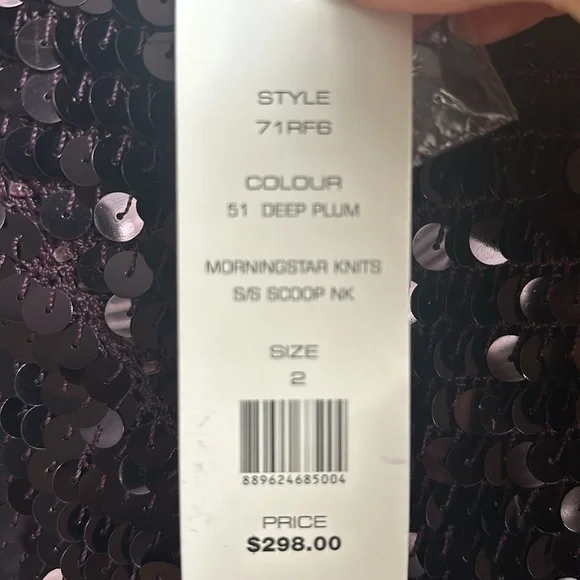 STYLE
71RF6
COLOUR
51 DEEP PLUM
MORNINGSTAR KNITS
S/S SCOOP NK
SIZE
2
889624685004
PRICE
$298.00